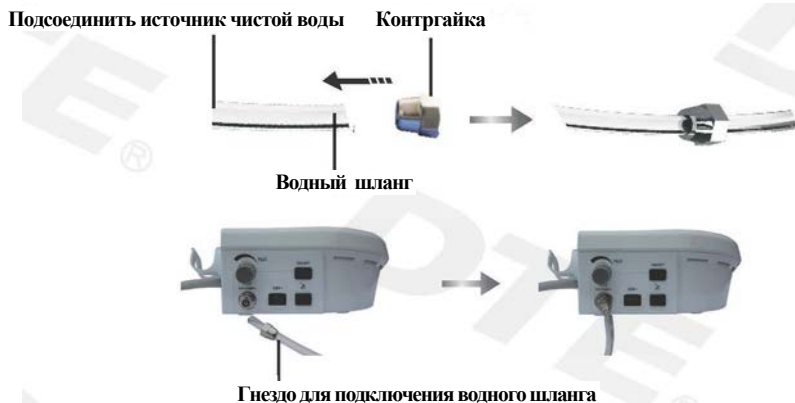 Подсоединить источник чистой воды Контргайка
Водный шланг
Гнездо для подключения водного шланга